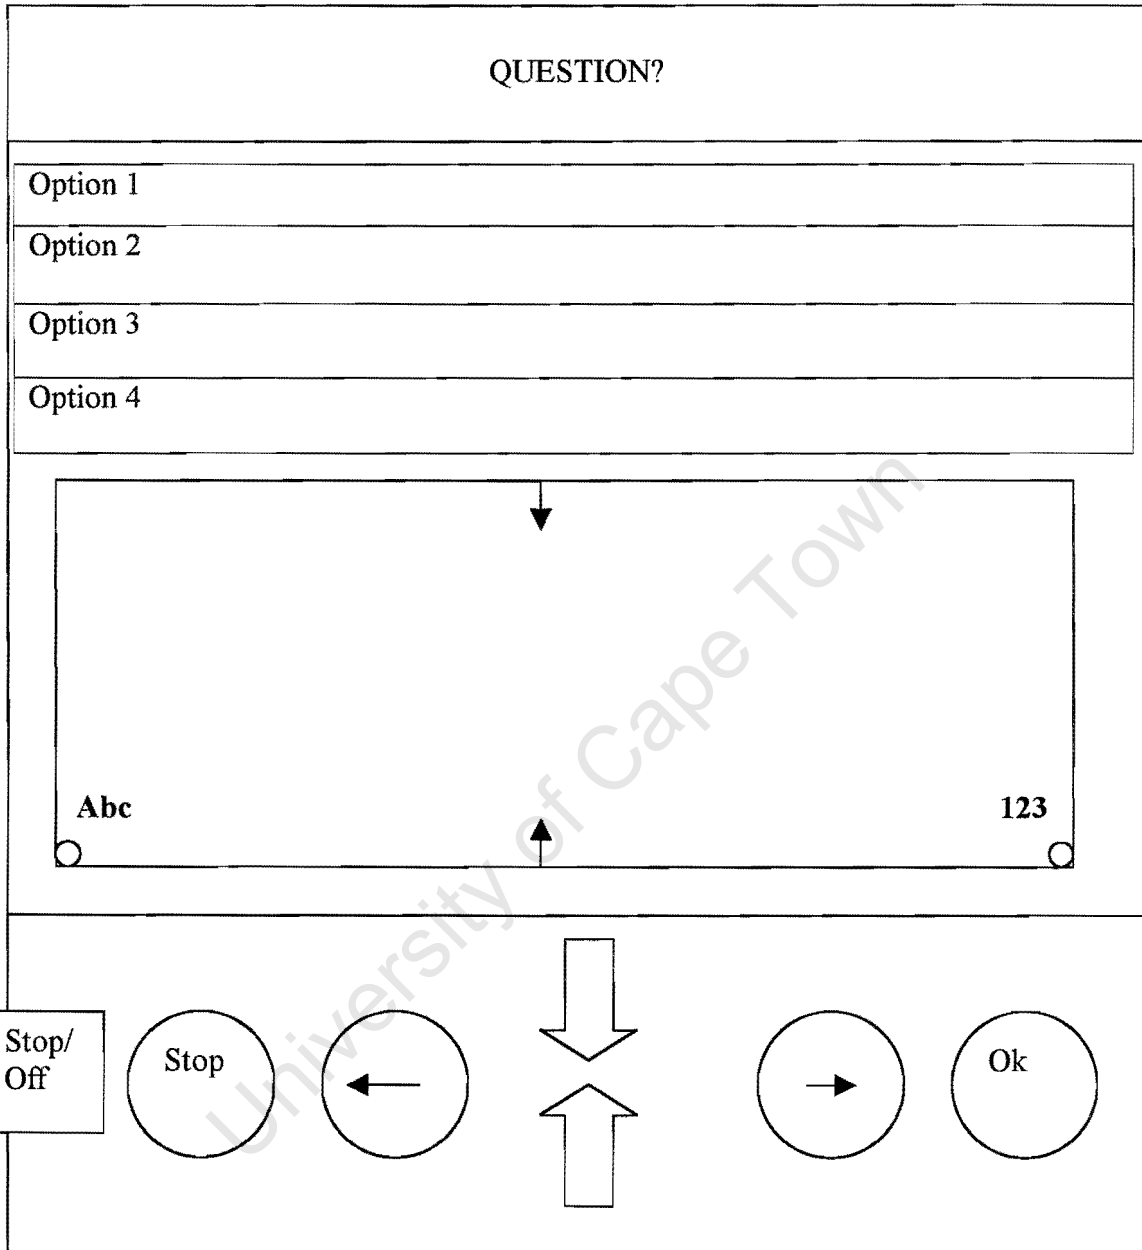 QUESTION?
Option 1
Option 2
Option 3
Option 4
Abc
123
Stop/
Off
Stop
Ok
University of Cape Town